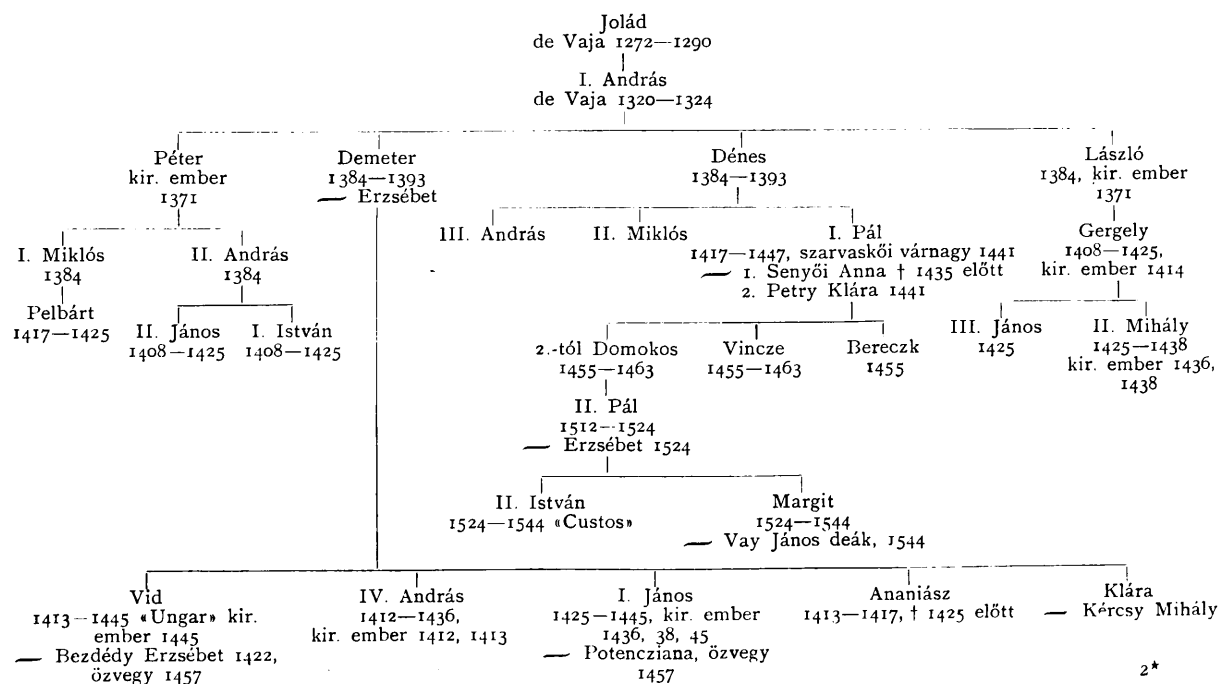 Jolád
de Vaja 1272—1290
I. András
de Vaja 1320—1324
Péter
kir. ember
1371
Demeter
1384—1393
— Erzsébet
Dénes
1384—1393
László
1384, kir. ember
1371
I. Miklós
1384
II. András
1384
III. András
II. Miklós
I. Pál
1417—1447, szarvaskői várnagy 1441
— 1. Senyői Anna † 1435 előtt
2. Petry Klára 1441
Gergely
1408—1425,
kir. ember 1414
Pelbárt
1417—1425
II. János
1408—1425
I. István
1408—1425
2.-tól Domokos
1455—1463
Vincze
1455—1463
Bereczk
1455
III. János
1425
II. Mihály
1425—1438
kir. ember 1436,
1438
II. Pál
1512—1524
— Erzsébet 1524
II. István
1524—1544 «Custos»
Margit
1524—1544
— Vay János deák, 1544
Vid
1413—1445 «Ungar» kir.
ember 1445
— Bezdédy Erzsébet 1422,
özvegy 1457
IV. András
1412—1436,
kir. ember 1412, 1413
I. János
1425—1445, kir. ember
1436, 38, 45
— Potencziana, özvegy
1457
Ananiász
1413—1417, † 1425 előtt
Klára
— Kércsy Mihály
2*